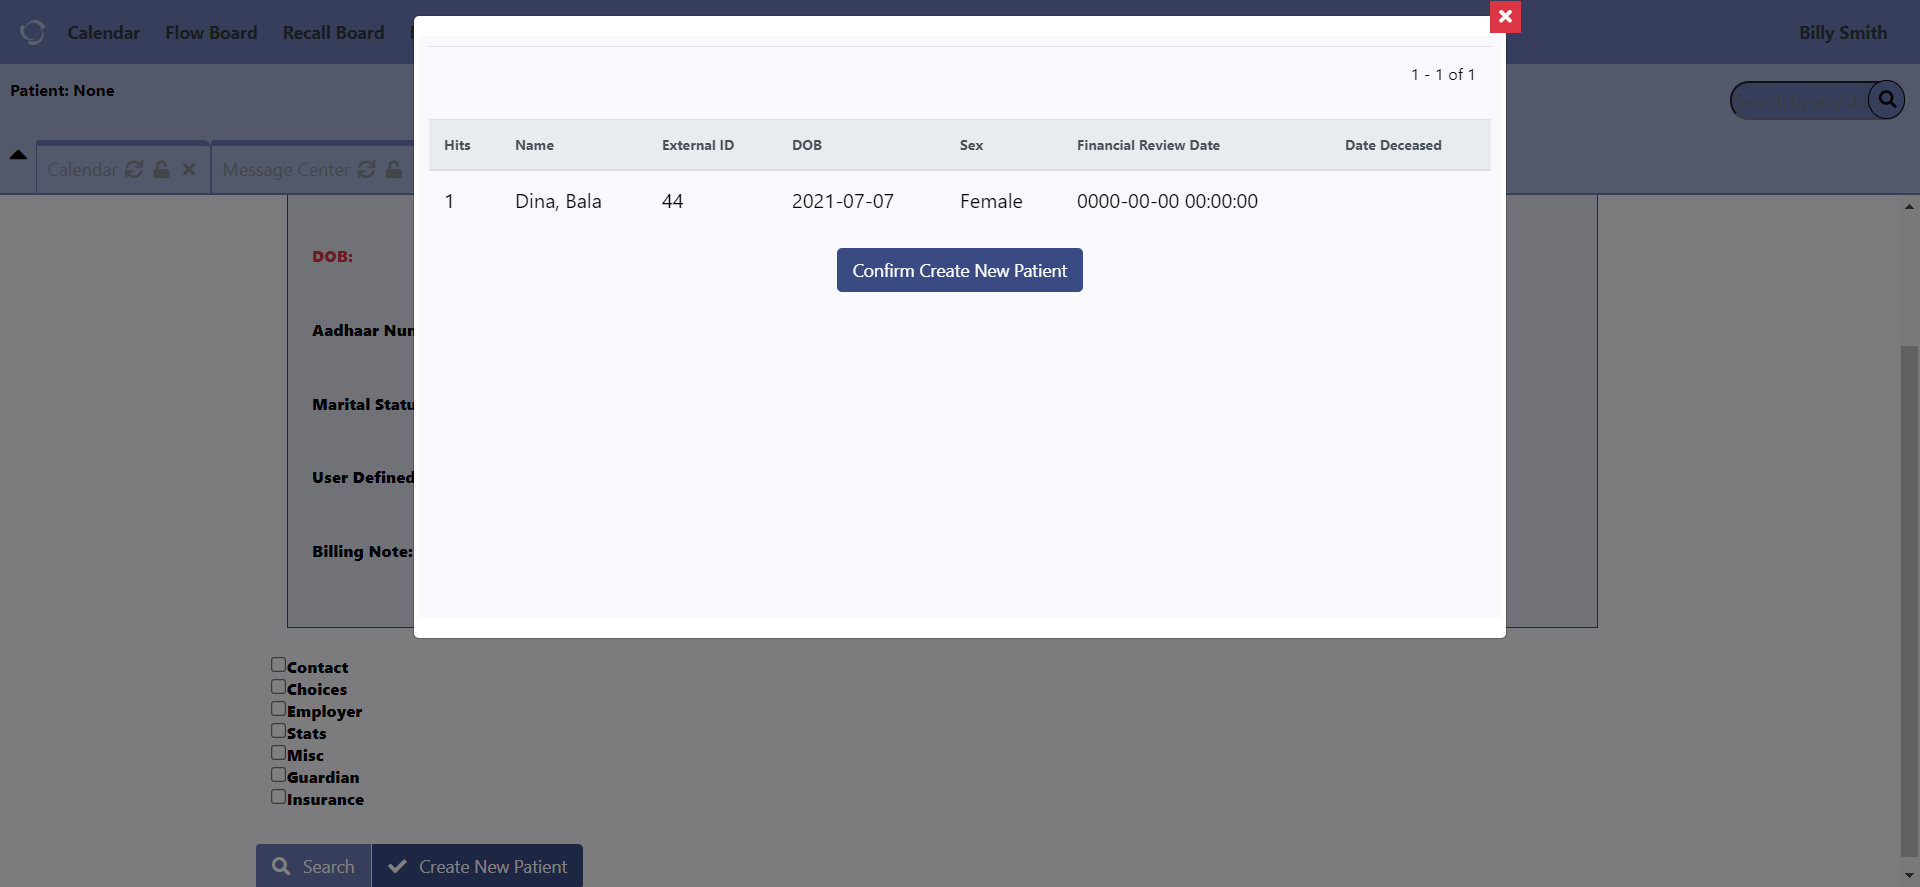 Calendar Flow Board Recall Board
Billy Smith
Patient: None
Calendar
Message Center
1 - 1 of 1
Hits Name External ID DOB Sex Financial Review Date Date Deceased
1 Dina, Bala 44 2021-07-07 Female 0000-00-00 00:00:00
Confirm Create New Patient
DOB:
Aadhaar
Marital
User Defined
Billing Note:
Contact
Choices
Employer
Stats
Misc
Guardian
Insurance
Search
Create New Patient